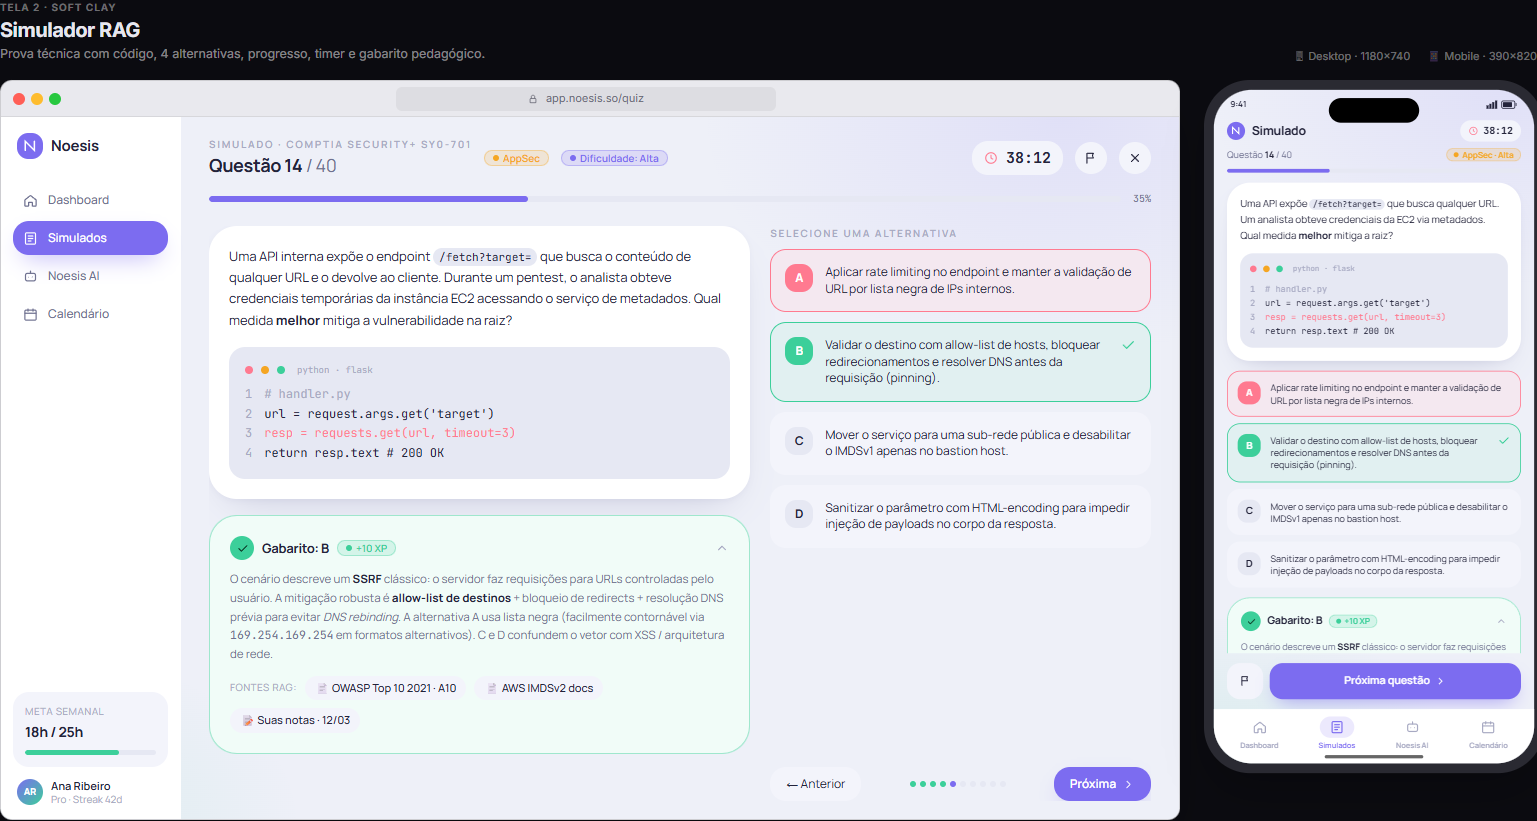 TELA 2 · SOFT CLAY
Simulador RAG
Prova técnica com código, 4 alternativas, progresso, timer e gabarito pedagógico.
Desktop · 1180×740
Mobile · 390×820
app.noesis.so/quiz
Noesis
Dashboard
Simulados
Noesis AI
Calendário
META SEMANAL
18h / 25h
AR
Ana Ribeiro
Pro · Streak 42d
SIMULADO · COMPTIA SECURITY+ SY0-701
Questão 14 / 40
AppSec
Dificuldade: Alta
38:12
35%
Uma API interna expõe o endpoint /fetch?target= que busca o conteúdo de
qualquer URL e o devolve ao cliente. Durante um pentest, o analista obteve
credenciais temporárias da instância EC2 acessando o serviço de metadados. Qual
medida melhor mitiga a vulnerabilidade na raiz?
python · flask
1 # handler.py
2 url = request.args.get('target')
3 resp = requests.get(url, timeout=3)
4 return resp.text # 200 OK
Gabarito: B
+10 XP
O cenário descreve um SSRF clássico: o servidor faz requisições para URLs controladas pelo
usuário. A mitigação robusta é allow-list de destinos + bloqueio de redirects + resolução DNS
prévia para evitar DNS rebinding. A alternativa A usa lista negra (facilmente contornável via
169.254.169.254 em formatos alternativos). C e D confundem o vetor com XSS / arquitetura
de rede.
FONTES RAG:
OWASP Top 10 2021 · A10
AWS IMDSv2 docs
Suas notas · 12/03
SELECIONE UMA ALTERNATIVA
A
Aplicar rate limiting no endpoint e manter a validação de
URL por lista negra de IPs internos.
B
Validar o destino com allow-list de hosts, bloquear
redirecionamentos e resolver DNS antes da
requisição (pinning).
C
Mover o serviço para uma sub-rede pública e desabilitar
o IMDSv1 apenas no bastion host.
D
Sanitizar o parâmetro com HTML-encoding para impedir
injeção de payloads no corpo da resposta.
← Anterior
Próxima
9:41
Simulado
38:12
Questão 14 / 40
AppSec · Alta
Uma API expõe /fetch?target= que busca qualquer URL.
Um analista obteve credenciais da EC2 via metadados.
Qual medida melhor mitiga a raiz?
python · flask
1 # handler.py
2 url = request.args.get('target')
3 resp = requests.get(url, timeout=3)
4 return resp.text # 200 OK
A
Aplicar rate limiting no endpoint e manter a validação de
URL por lista negra de IPs internos.
B
Validar o destino com allow-list de hosts, bloquear
redirecionamentos e resolver DNS antes da
requisição (pinning).
C
Mover o serviço para uma sub-rede pública e desabilitar o
IMDSv1 apenas no bastion host.
D
Sanitizar o parâmetro com HTML-encoding para impedir
injeção de payloads no corpo da resposta.
Gabarito: B
+10 XP
O cenário descreve um SSRF clássico: o servidor faz requisições
Próxima questão
Dashboard
Simulados
Noesis AI
Calendário